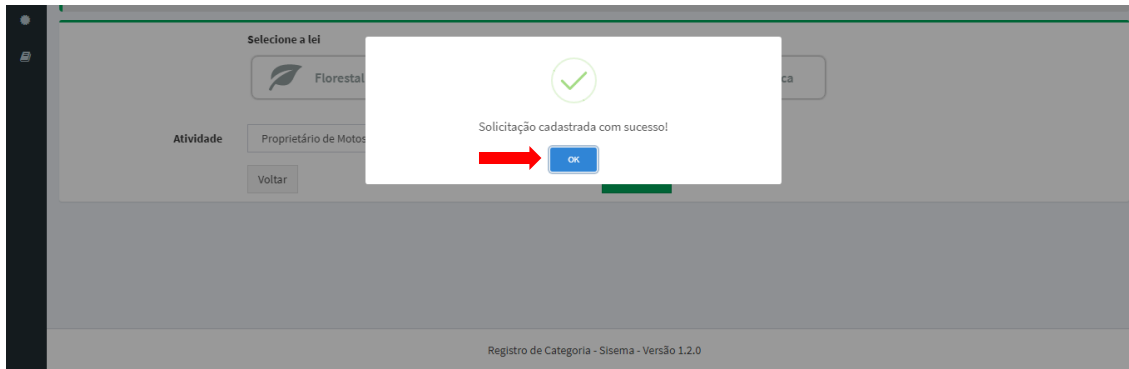 Selecione a lei
Florestal
ca
Solicitação cadastrada com sucesso!
Atividade
Proprietário de Motos
OK
Voltar
Registro de Categoria - Sisema - Versão 1.2.0